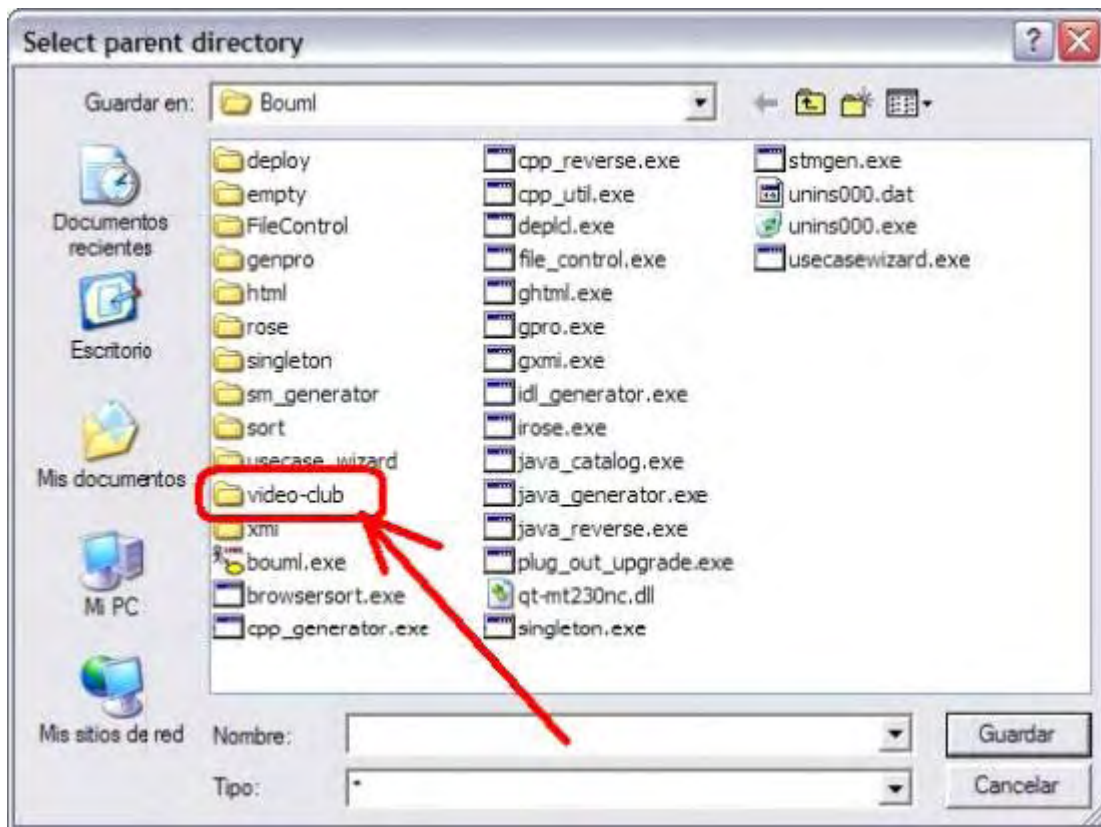 Select parent directory
Guardar en:
Bouml
Documentos
recientes
Escritorio
Mis documentos
Mi PC
Mis sitios de red
deploy
empty
FileControl
genpro
html
rose
singleton
sm_generator
sort
usecase_wizard
video-club
xmi
bouml.exe
browsersort.exe
cpp_generator.exe
cpp_reverse.exe
cpp_util.exe
deplcl.exe
file_control.exe
ghtml.exe
gpro.exe
gxmi.exe
idl_generator.exe
irose.exe
java_catalog.exe
java_generator.exe
java_reverse.exe
plug_out_upgrade.exe
qt-mt230nc.dll
singleton.exe
stmgen.exe
unins000.dat
unins000.exe
usecasewizard.exe
Nombre:
Guardar
Tipo:
*
Cancelar